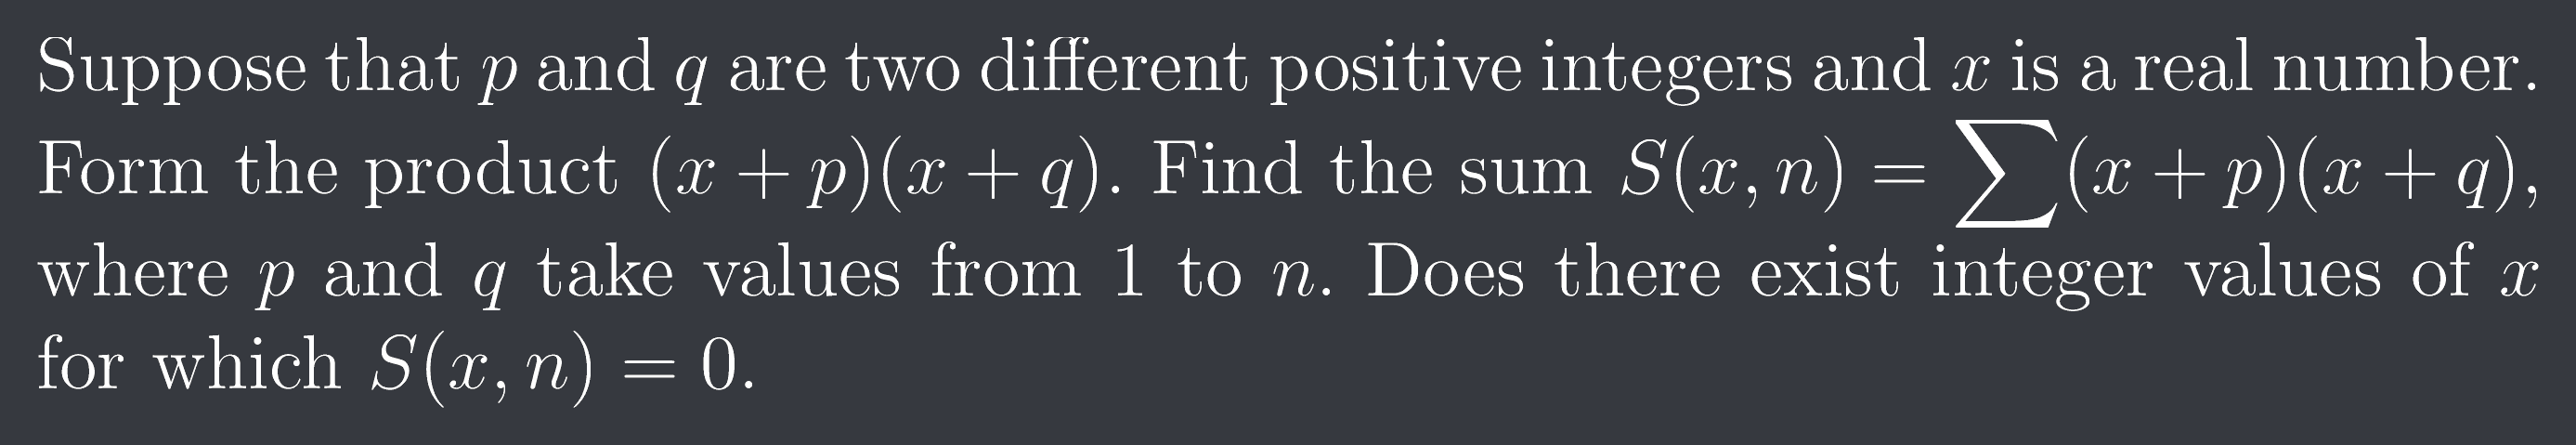 Suppose that p and q are two different positive integers and x is a real number.
Form the product (x + p)(x + q). Find the sum S(x, n) = ∑(x + p)(x + q),
where p and q take values from 1 to n. Does there exist integer values of x
for which S(x, n) = 0.